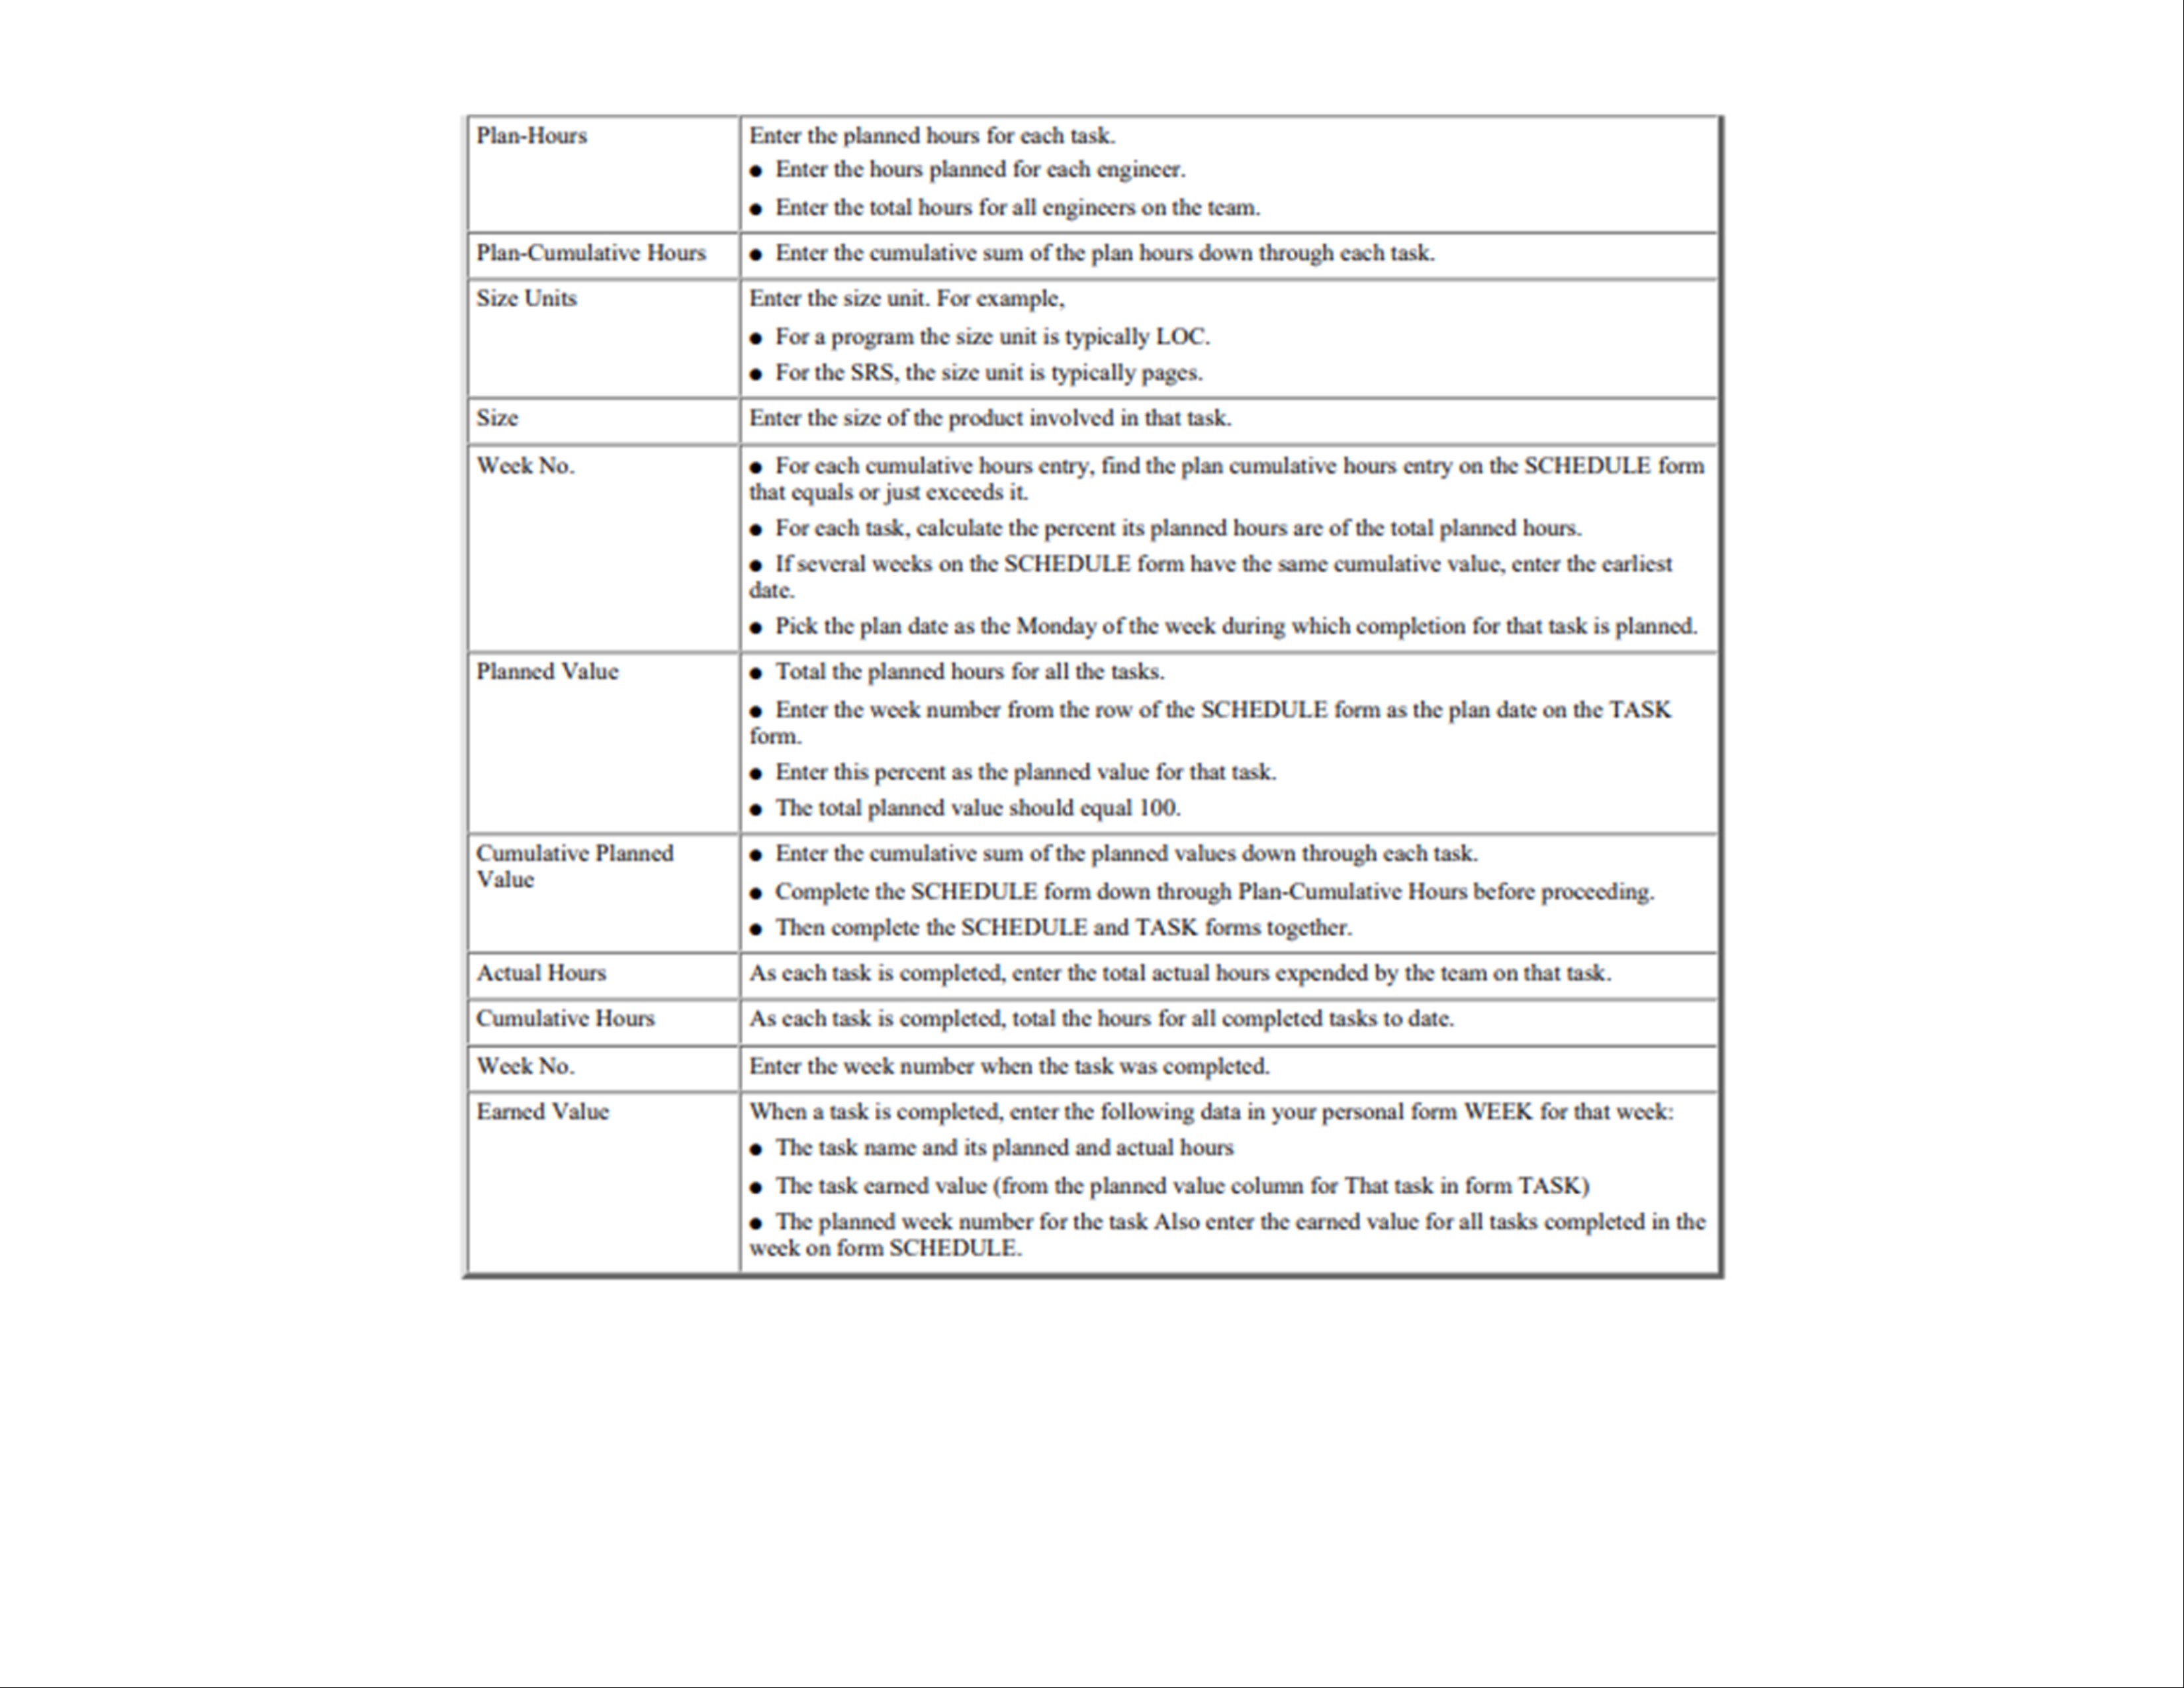 Plan-Hours
Enter the planned hours for each task.
● Enter the hours planned for each engineer.
● Enter the total hours for all engineers on the team.
Plan-Cumulative Hours
● Enter the cumulative sum of the plan hours down through each task.
Size Units
Enter the size unit. For example,
● For a program the size unit is typically LOC.
● For the SRS, the size unit is typically pages.
Size
Enter the size of the product involved in that task.
Week No.
● For each cumulative hours entry, find the plan cumulative hours entry on the SCHEDULE form
that equals or just exceeds it.
● For each task, calculate the percent its planned hours are of the total planned hours.
● If several weeks on the SCHEDULE form have the same cumulative value, enter the earliest
date.
● Pick the plan date as the Monday of the week during which completion for that task is planned.
Planned Value
● Total the planned hours for all the tasks.
● Enter the week number from the row of the SCHEDULE form as the plan date on the TASK
form.
● Enter this percent as the planned value for that task.
● The total planned value should equal 100.
Cumulative Planned
Value
● Enter the cumulative sum of the planned values down through each task.
● Complete the SCHEDULE form down through Plan-Cumulative Hours before proceeding.
● Then complete the SCHEDULE and TASK forms together.
Actual Hours
As each task is completed, enter the total actual hours expended by the team on that task.
Cumulative Hours
As each task is completed, total the hours for all completed tasks to date.
Week No.
Enter the week number when the task was completed.
Earned Value
When a task is completed, enter the following data in your personal form WEEK for that week:
● The task name and its planned and actual hours
● The task earned value (from the planned value column for That task in form TASK)
● The planned week number for the task Also enter the earned value for all tasks completed in the
week on form SCHEDULE.